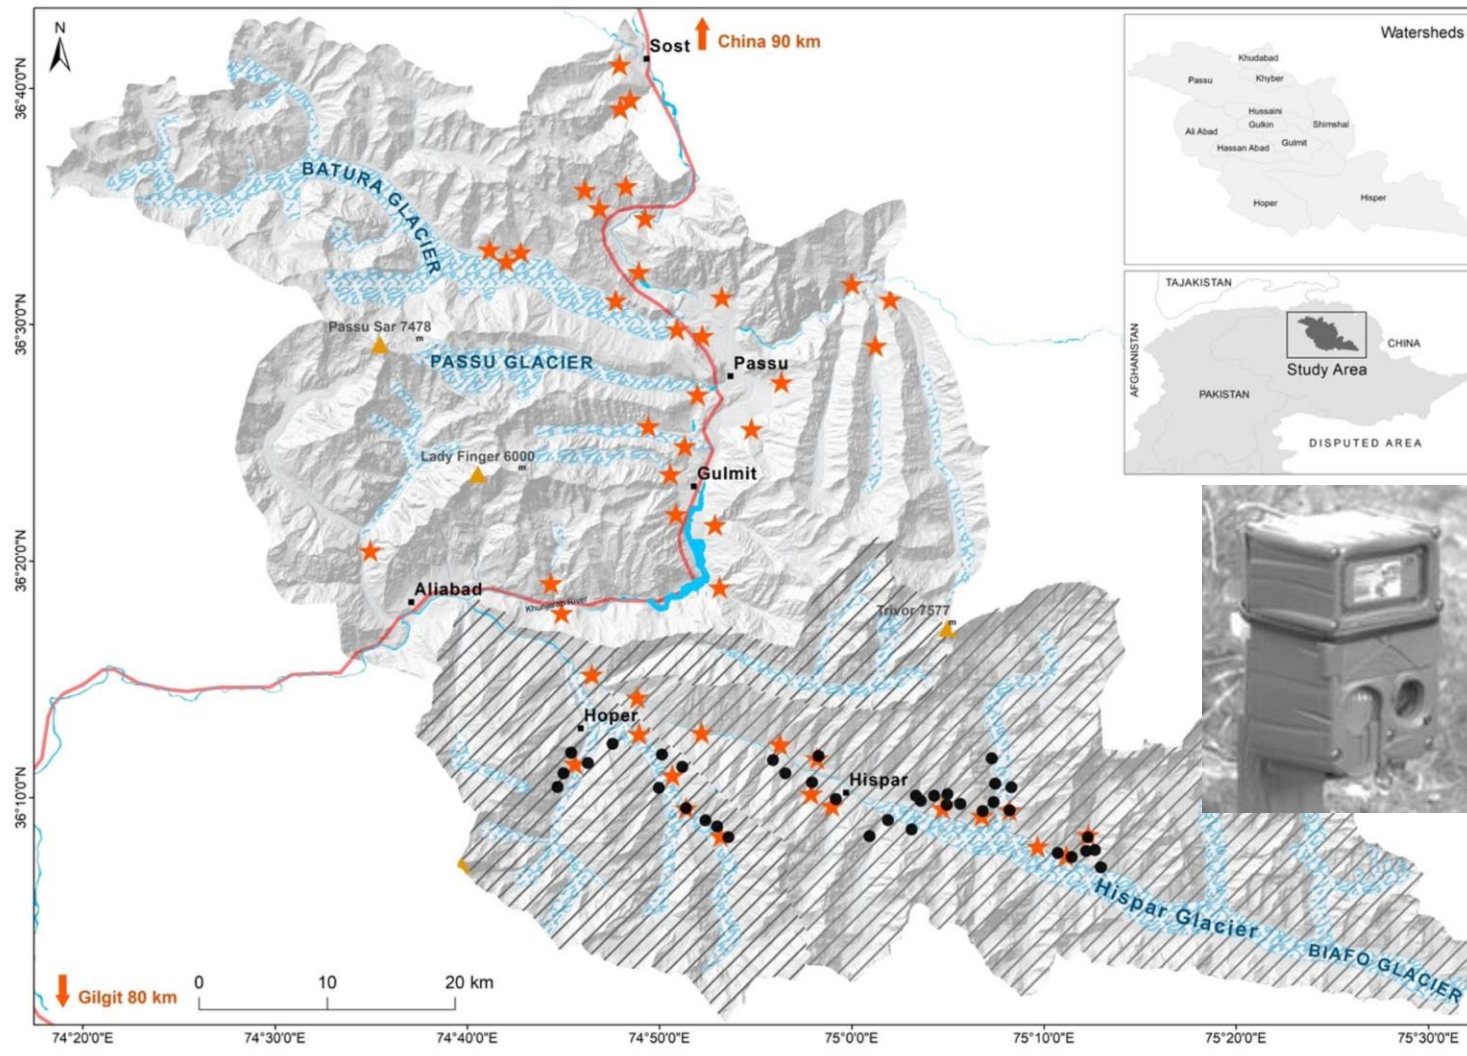 N
Sost
China 90 km
36°40'0"N
BATURA GLACIER
36°30'0"N
Passu Sar 7478
m
PASSU GLACIER
Passu
Lady Finger 6000
m
Gulmit
36°20'0"N
Aliabad
Khunjerab River
Trivor 7577
m
Hoper
Hispar
36°10'0"N
Hispar Glacier
BIAFO GLACIER
0 10 20 km
Gilgit 80 km
74°20'0"E 74°30'0"E 74°40'0"E 74°50'0"E 75°0'0"E 75°10'0"E 75°20'0"E 75°30'0"E
Watersheds
Khudabad
Passu
Khyber
Hussaini
Gulkin
Shimshal
Ali Abad
Gulmit
Hassan Abad
Hoper
Hisper
TAJAKISTAN
AFGHANISTAN
CHINA
Study Area
PAKISTAN
DISPUTED AREA